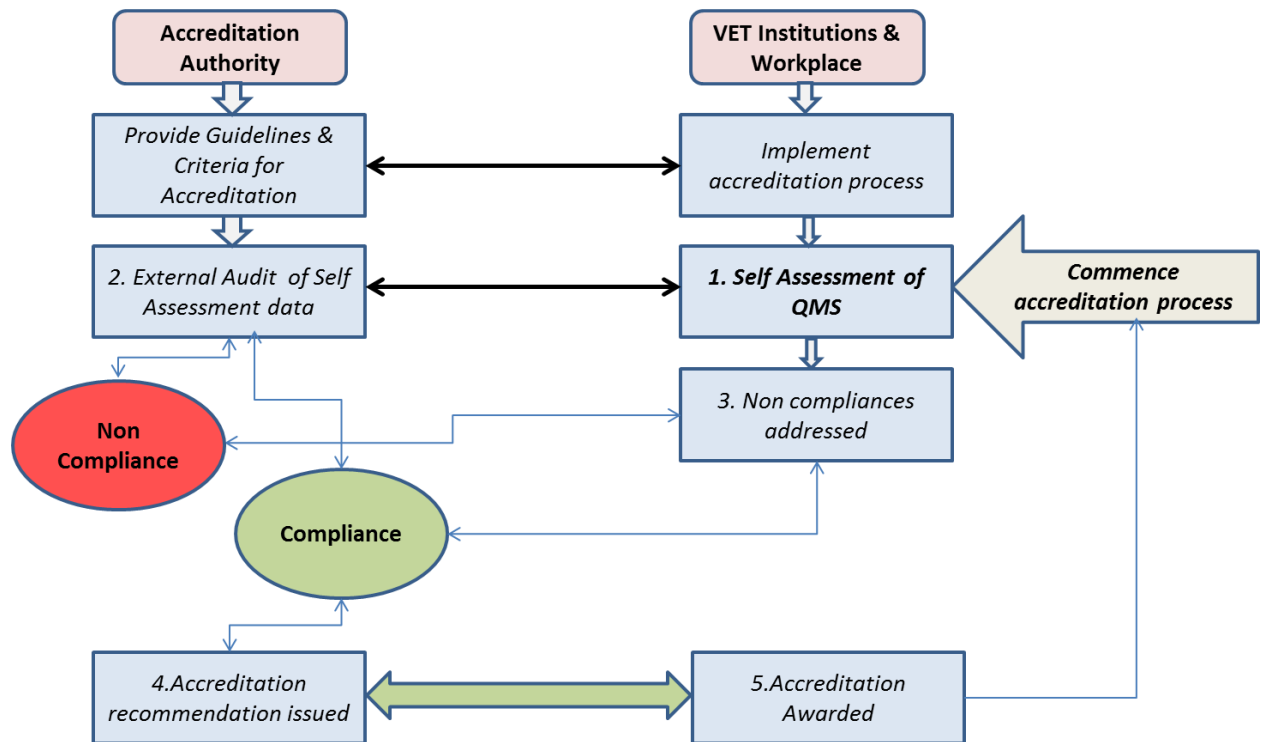 Accreditation
Authority
VET Institutions &
Workplace
Provide Guidelines &
Criteria for
Accreditation
Implement
accreditation process
2. External Audit of Self
Assessment data
1. Self Assessment of
QMS
Commence
accreditation process
Non
Compliance
3. Non compliances
addressed
Compliance
4.Accreditation
recommendation issued
5.Accreditation
Awarded